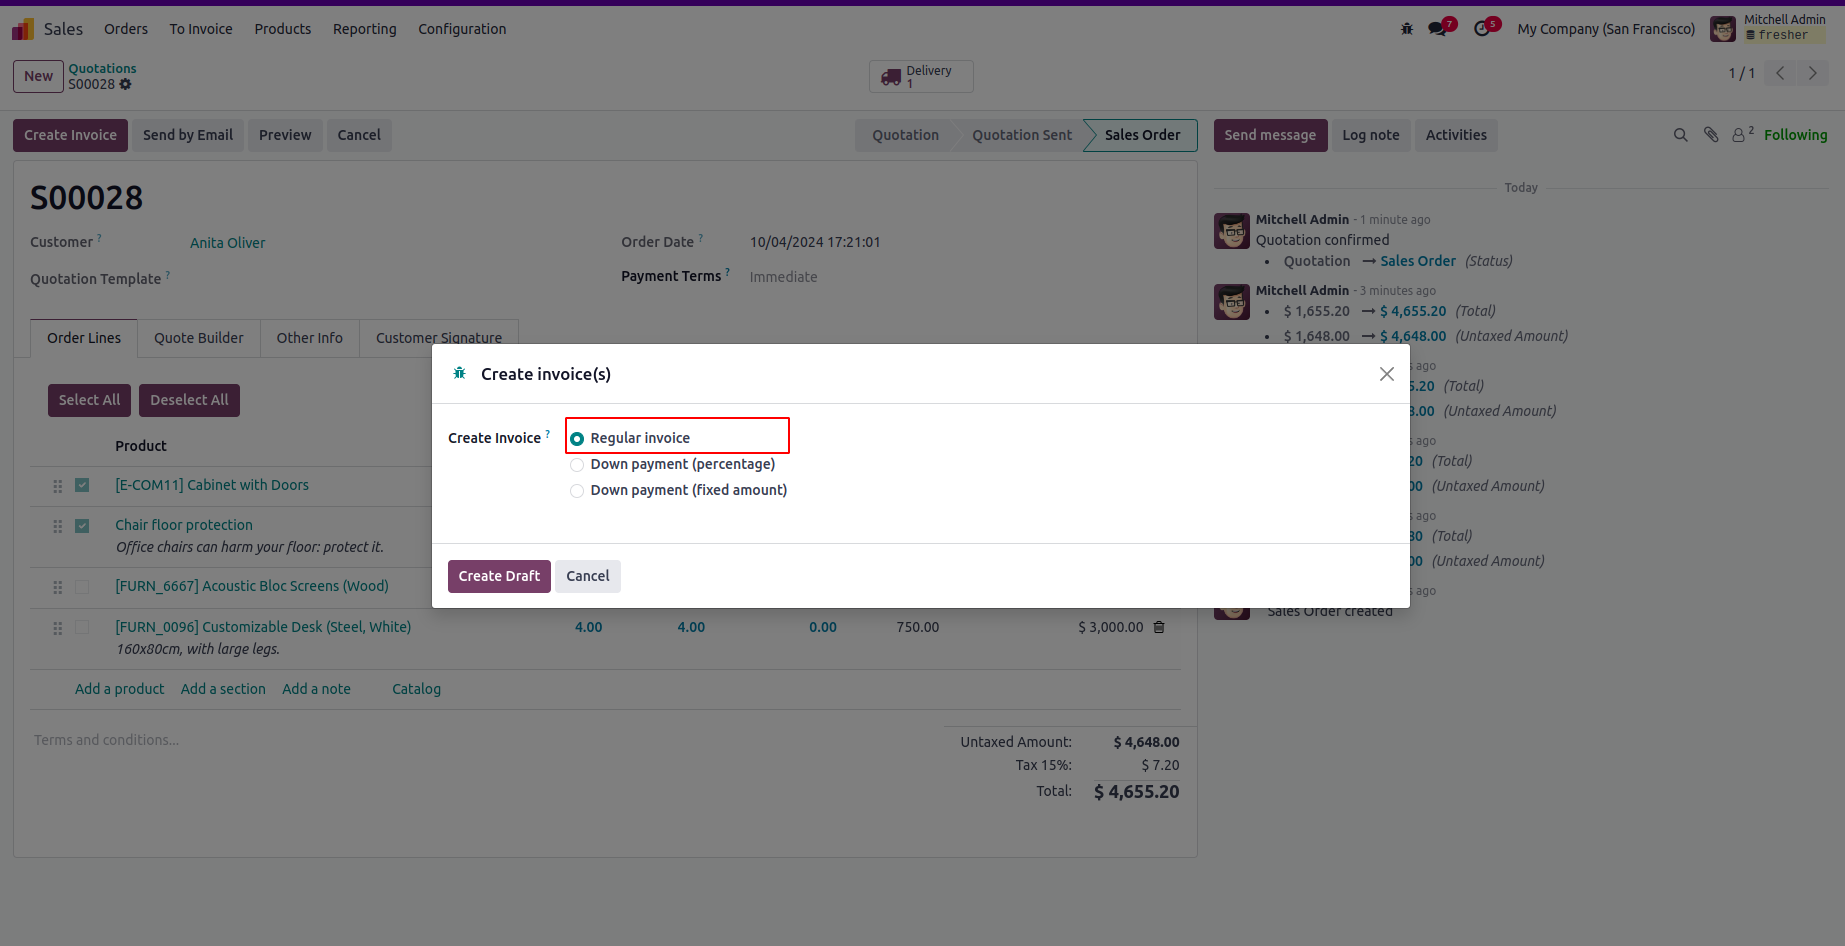 Sales Orders To Invoice Products Reporting Configuration 7 5 My Company (San Francisco) Mitchell Admin
fresher
New Quotations
S00028
Delivery
1
1 / 1
Create Invoice Send by Email Preview Cancel Quotation Quotation Sent Sales Order Send message Log note Activities 2 Following
Today
S00028
Customer ? Anita Oliver
Order Date ? 10/04/2024 17:21:01
Quotation Template ?
Payment Terms ? Immediate
Mitchell Admin - 1 minute ago
Quotation confirmed
• Quotation → Sales Order (Status)
Mitchell Admin - 3 minutes ago
• $ 1,655.20 → $ 4,655.20 (Total)
• $ 1,648.00 → $ 4,648.00 (Untaxed Amount)
s ago
5.20 (Total)
8.00 (Untaxed Amount)
s ago
20 (Total)
00 (Untaxed Amount)
s ago
80 (Total)
00 (Untaxed Amount)
s ago
Sales Order created
Order Lines Quote Builder Other Info Customer Signature
Create invoice(s)
Create Invoice ? Regular invoice
Down payment (percentage)
Down payment (fixed amount)
Create Draft Cancel
Select All Deselect All
Product
[E-COM11] Cabinet with Doors
Chair floor protection
Office chairs can harm your floor: protect it.
[FURN_6667] Acoustic Bloc Screens (Wood)
[FURN_0096] Customizable Desk (Steel, White) 4.00 4.00 0.00 750.00 $ 3,000.00
160x80cm, with large legs.
Add a product Add a section Add a note Catalog
Terms and conditions...
Untaxed Amount: $ 4,648.00
Tax 15%: $ 7.20
Total: $ 4,655.20